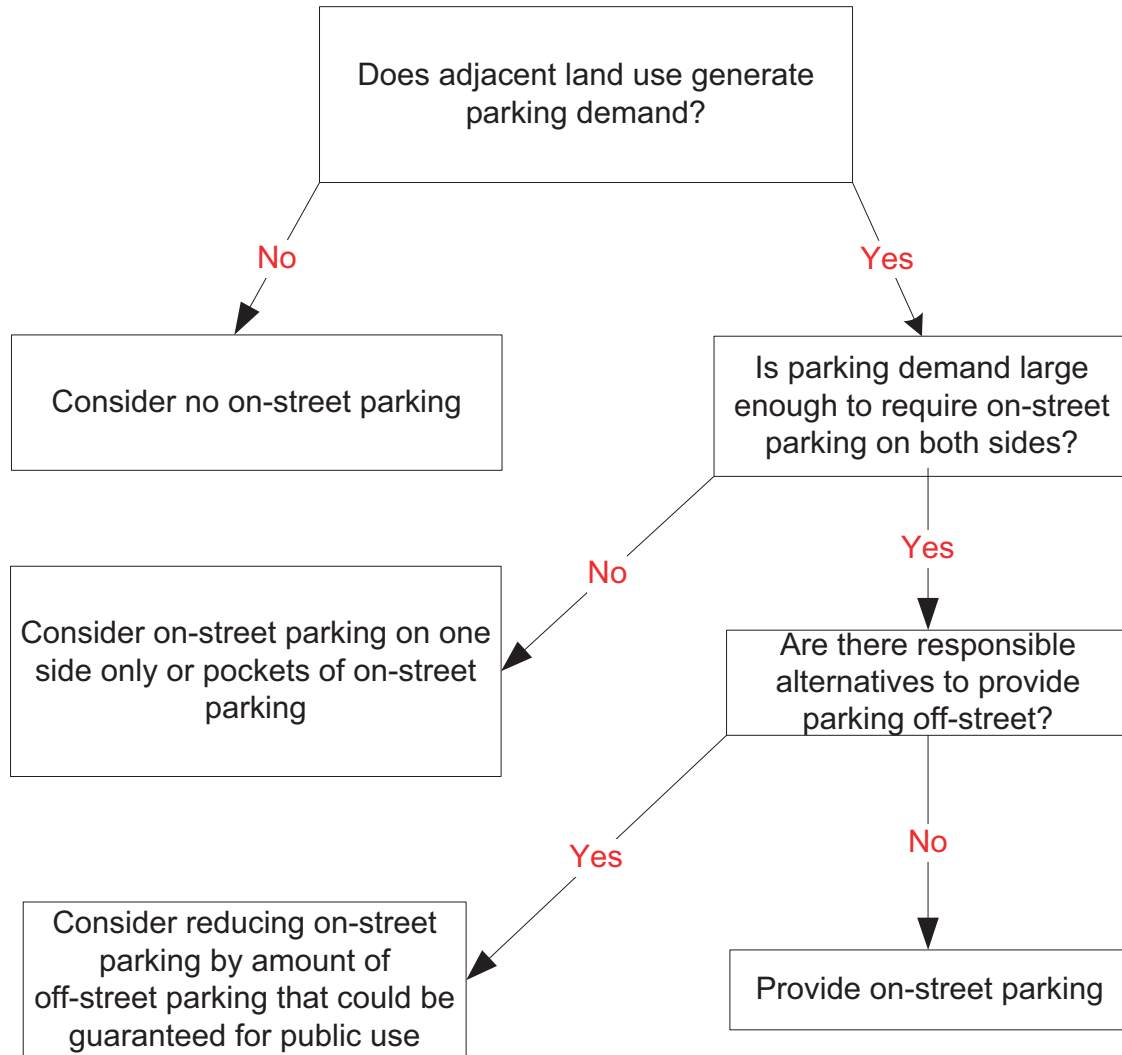 Does adjacent land use generate
parking demand?
No
Yes
Consider no on-street parking
Is parking demand large
enough to require on-street
parking on both sides?
No
Yes
Consider on-street parking on one
side only or pockets of on-street
parking
Are there responsible
alternatives to provide
parking off-street?
Yes
No
Consider reducing on-street
parking by amount of
off-street parking that could be
guaranteed for public use
Provide on-street parking